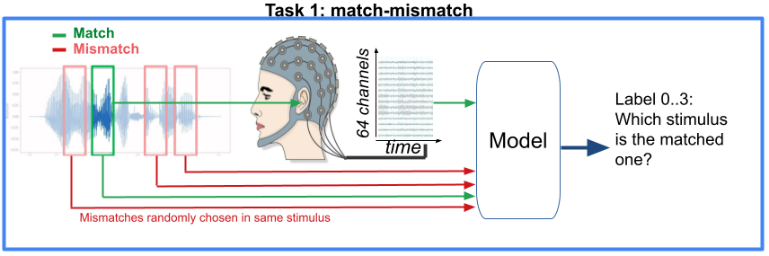 Task 1: match-mismatch
Match
Mismatch
64 channels
time
Model
Label 0..3:
Which stimulus
is the matched
one?
Mismatches randomly chosen in same stimulus